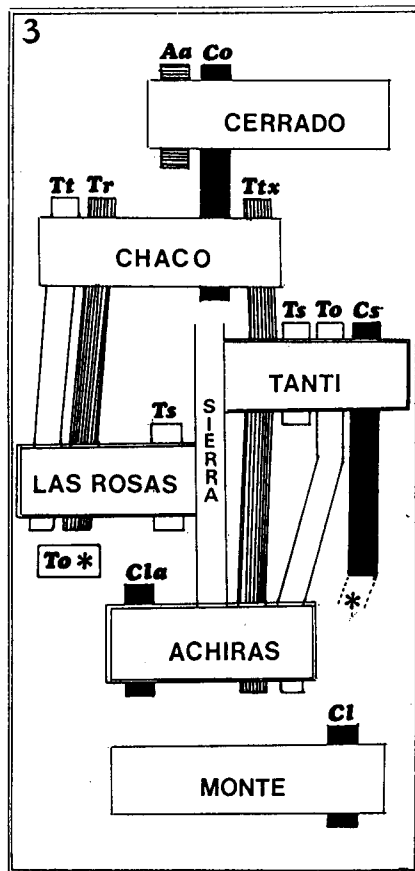 3
Aa Co
CERRADO
Tt Tr Ttx
CHACO
Ts To Cs
TANTI
SIERRA
Ts
LAS ROSAS
To *
*
Cla
ACHIRAS
Cl
MONTE